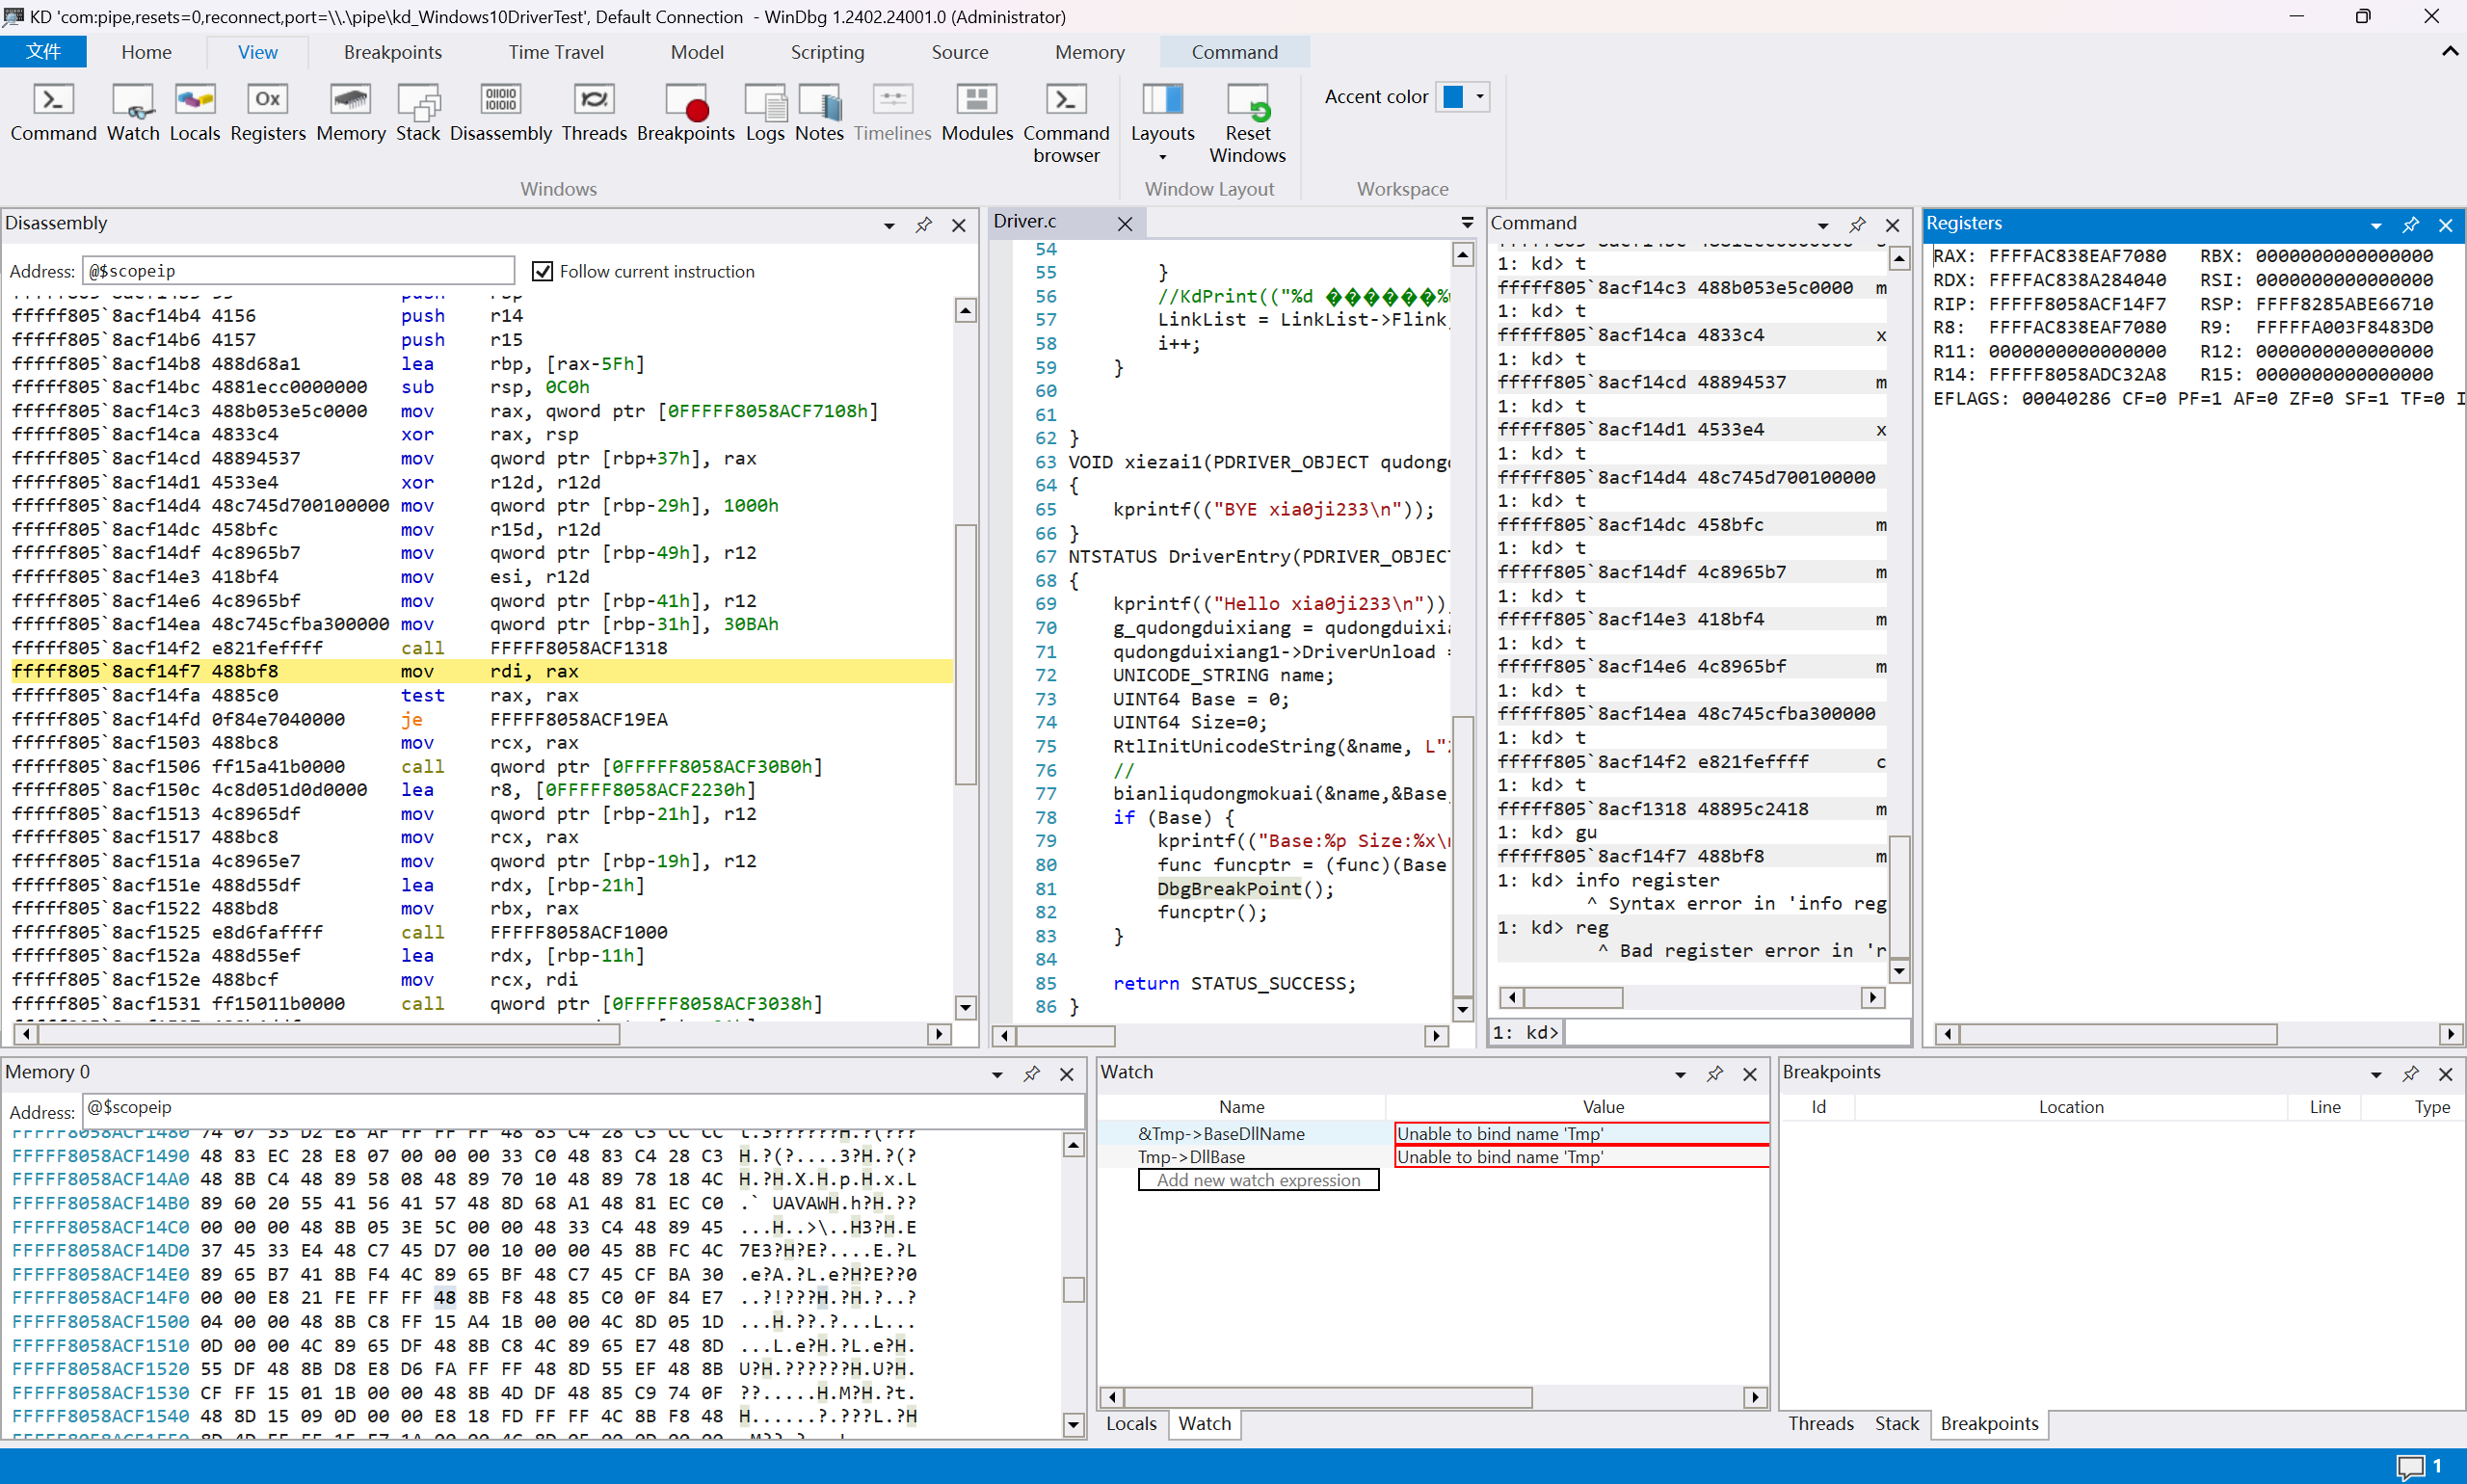 KD 'com:pipe,resets=0,reconnect,port=\\.\pipe\kd_Windows10DriverTest', Default Connection - WinDbg 1.2402.24001.0 (Administrator)
文件 Home View Breakpoints Time Travel Model Scripting Source Memory Command
Command Watch Locals Registers Memory Stack Disassembly Threads Breakpoints Logs Notes Timelines Modules Command browser Layouts Reset Windows
Accent color
Windows Window Layout Workspace
Disassembly
Address: @$scopeip Follow current instruction
fffff805`8acf14b4 4156 push r14
fffff805`8acf14b6 4157 push r15
fffff805`8acf14b8 488d68a1 lea rbp, [rax-5Fh]
fffff805`8acf14bc 4881ecc0000000 sub rsp, 0C0h
fffff805`8acf14c3 488b053e5c0000 mov rax, qword ptr [0FFFFF8058ACF7108h]
fffff805`8acf14ca 4833c4 xor rax, rsp
fffff805`8acf14cd 48894537 mov qword ptr [rbp+37h], rax
fffff805`8acf14d1 4533e4 xor r12d, r12d
fffff805`8acf14d4 48c745d700100000 mov qword ptr [rbp-29h], 1000h
fffff805`8acf14dc 458bfc mov r15d, r12d
fffff805`8acf14df 4c8965b7 mov qword ptr [rbp-49h], r12
fffff805`8acf14e3 418bf4 mov esi, r12d
fffff805`8acf14e6 4c8965bf mov qword ptr [rbp-41h], r12
fffff805`8acf14ea 48c745cfba300000 mov qword ptr [rbp-31h], 30BAh
fffff805`8acf14f2 e821feffff call FFFFF8058ACF1318
fffff805`8acf14f7 488bf8 mov rdi, rax
fffff805`8acf14fa 4885c0 test rax, rax
fffff805`8acf14fd 0f84e7040000 je FFFFF8058ACF19EA
fffff805`8acf1503 488bc8 mov rcx, rax
fffff805`8acf1506 ff15a41b0000 call qword ptr [0FFFFF8058ACF30B0h]
fffff805`8acf150c 4c8d051d0d0000 lea r8, [0FFFFF8058ACF2230h]
fffff805`8acf1513 4c8965df mov qword ptr [rbp-21h], r12
fffff805`8acf1517 488bc8 mov rcx, rax
fffff805`8acf151a 4c8965e7 mov qword ptr [rbp-19h], r12
fffff805`8acf151e 488d55df lea rdx, [rbp-21h]
fffff805`8acf1522 488bd8 mov rbx, rax
fffff805`8acf1525 e8d6faffff call FFFFF8058ACF1000
fffff805`8acf152a 488d55ef lea rdx, [rbp-11h]
fffff805`8acf152e 488bcf mov rcx, rdi
fffff805`8acf1531 ff15011b0000 call qword ptr [0FFFFF8058ACF3038h]
Driver.c
54
55 }
56 //KdPrint(("%d ������%
57 LinkList = LinkList->Flink
58 i++;
59 }
60
61
62 }
63 VOID xiezai1(PDRIVER_OBJECT qudong
64 {
65 kprintf(("BYE xia0ji233\n"));
66 }
67 NTSTATUS DriverEntry(PDRIVER_OBJEC
68 {
69 kprintf(("Hello xia0ji233\n"))
70 g_qudongduixiang = qudongduixi
71 qudongduixiang1->DriverUnload
72 UNICODE_STRING name;
73 UINT64 Base = 0;
74 UINT64 Size=0;
75 RtlInitUnicodeString(&name, L"
76 //
77 bianliqudongmokuai(&name,&Base
78 if (Base) {
79 kprintf(("Base:%p Size:%x\
80 func funcptr = (func)(Base
81 DbgBreakPoint();
82 funcptr();
83 }
84
85 return STATUS_SUCCESS;
86 }
Command
1: kd> t
fffff805`8acf14c3 488b053e5c0000 m
1: kd> t
fffff805`8acf14ca 4833c4 x
1: kd> t
fffff805`8acf14cd 48894537 m
1: kd> t
fffff805`8acf14d1 4533e4 x
1: kd> t
fffff805`8acf14d4 48c745d700100000
1: kd> t
fffff805`8acf14dc 458bfc m
1: kd> t
fffff805`8acf14df 4c8965b7 m
1: kd> t
fffff805`8acf14e3 418bf4 m
1: kd> t
fffff805`8acf14e6 4c8965bf m
1: kd> t
fffff805`8acf14ea 48c745cfba300000
1: kd> t
fffff805`8acf14f2 e821feffff c
1: kd> t
fffff805`8acf1318 48895c2418 m
1: kd> gu
fffff805`8acf14f7 488bf8 m
1: kd> info register
^ Syntax error in 'info reg
1: kd> reg
^ Bad register error in 'r
1: kd>
Registers
RAX: FFFFAC838EAF7080 RBX: 0000000000000000
RDX: FFFFAC838A284040 RSI: 0000000000000000
RIP: FFFFF8058ACF14F7 RSP: FFFF8285ABE66710
R8: FFFFAC838EAF7080 R9: FFFFFA003F8483D0
R11: 0000000000000000 R12: 0000000000000000
R14: FFFFF8058ADC32A8 R15: 0000000000000000
EFLAGS: 00040286 CF=0 PF=1 AF=0 ZF=0 SF=1 TF=0 I
Memory 0
Address: @$scopeip
FFFFF8058ACF1480 74 07 33 D2 E8 AF FF FF FF 48 83 C4 28 C3 CC CC t.3??????H.?(???
FFFFF8058ACF1490 48 83 EC 28 E8 07 00 00 00 33 C0 48 83 C4 28 C3 H.?(?....3?H.?(?
FFFFF8058ACF14A0 48 8B C4 48 89 58 08 48 89 70 10 48 89 78 18 4C H.?H.X.H.p.H.x.L
FFFFF8058ACF14B0 89 60 20 55 41 56 41 57 48 8D 68 A1 48 81 EC C0 .` UAVAWH.h?H.??
FFFFF8058ACF14C0 00 00 00 48 8B 05 3E 5C 00 00 48 33 C4 48 89 45 ...H..>\..H3?H.E
FFFFF8058ACF14D0 37 45 33 E4 48 C7 45 D7 00 10 00 00 45 8B FC 4C 7E3?H?E?....E.?L
FFFFF8058ACF14E0 89 65 B7 41 8B F4 4C 89 65 BF 48 C7 45 CF BA 30 .e?A.?L.e?H?E??0
FFFFF8058ACF14F0 00 00 E8 21 FE FF FF 48 8B F8 48 85 C0 0F 84 E7 ..?!???H.?H.?..?
FFFFF8058ACF1500 04 00 00 48 8B C8 FF 15 A4 1B 00 00 4C 8D 05 1D ...H.??.?...L...
FFFFF8058ACF1510 0D 00 00 4C 89 65 DF 48 8B C8 4C 89 65 E7 48 8D ...L.e?H.?L.e?H.
FFFFF8058ACF1520 55 DF 48 8B D8 E8 D6 FA FF FF 48 8D 55 EF 48 8B U?H.??????H.U?H.
FFFFF8058ACF1530 CF FF 15 01 1B 00 00 48 8B 4D DF 48 85 C9 74 0F ??.....H.M?H.?t.
FFFFF8058ACF1540 48 8D 15 09 0D 00 00 E8 18 FD FF FF 4C 8B F8 48 H......?.???L.?H
Watch
Name Value
&Tmp->BaseDllName Unable to bind name 'Tmp'
Tmp->DllBase Unable to bind name 'Tmp'
Add new watch expression
Locals Watch
Breakpoints
Id Location Line Type
Threads Stack Breakpoints
1